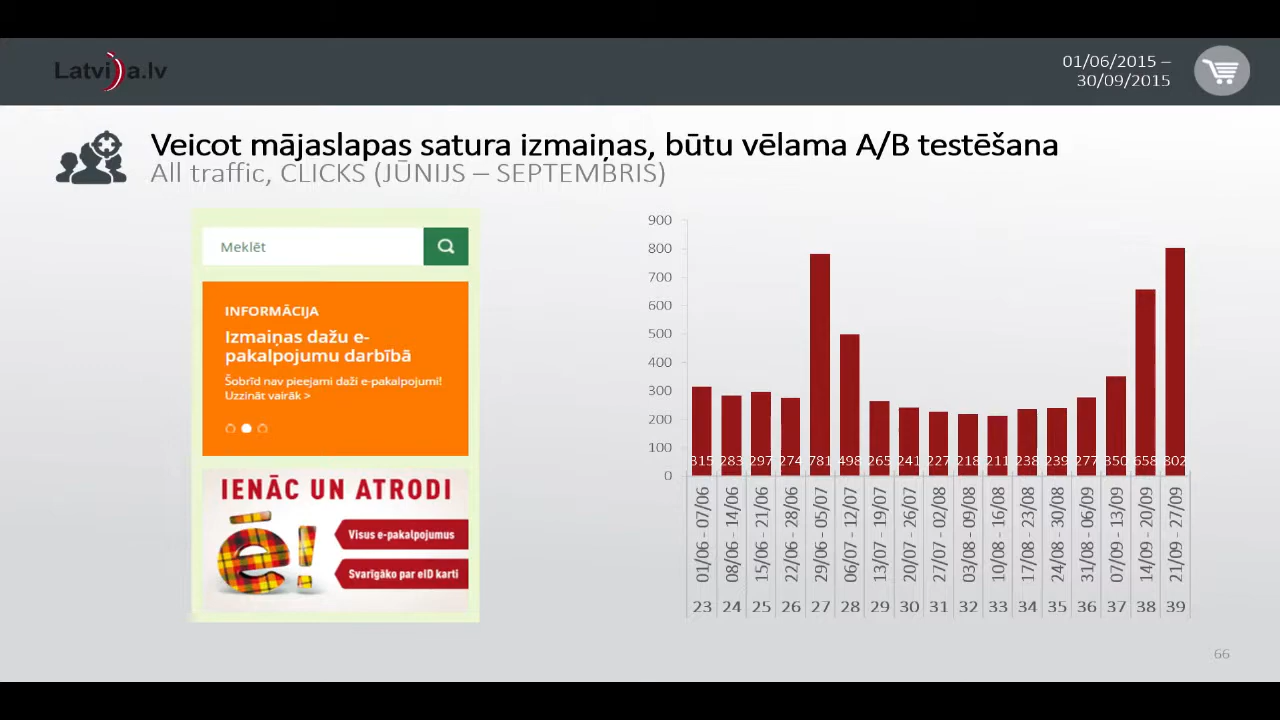 Latvija.lv
01/06/2015 –
30/09/2015
Veicot mājaslapas satura izmaiņas, būtu vēlama A/B testēšana
All traffic, CLICKS (JŪNIJS – SEPTEMBRIS)
Meklēt
INFORMĀCIJA
Izmaiņas dažu e-
pakalpojumu darbībā
Šobrīd nav pieejami daži e-pakalpojumi!
Uzzināt vairāk >
IENĀC UN ATRODI
ē!
Visus e-pakalpojumus
Svarīgāko par eID karti
900
800
700
600
500
400
300
200
100
0
315 283 297 274 781 498 265 241 227 218 211 238 239 277 350 658 802
01/06 - 07/06
08/06 - 14/06
15/06 - 21/06
22/06 - 28/06
29/06 - 05/07
06/07 - 12/07
13/07 - 19/07
20/07 - 26/07
27/07 - 02/08
03/08 - 09/08
10/08 - 16/08
17/08 - 23/08
24/08 - 30/08
31/08 - 06/09
07/09 - 13/09
14/09 - 20/09
21/09 - 27/09
23 24 25 26 27 28 29 30 31 32 33 34 35 36 37 38 39
66